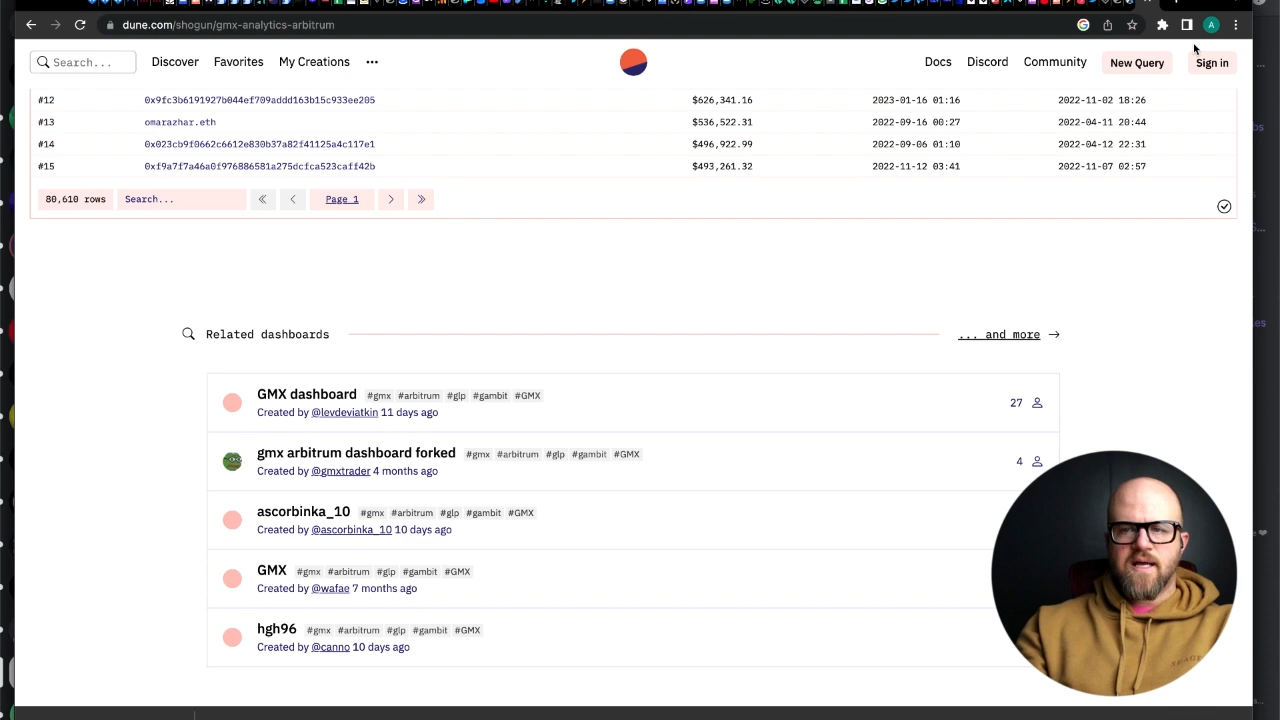 dune.com/shogun/gmx-analytics-arbitrum
A
Search...
Discover
Favorites
My Creations
Docs
Discord
Community
New Query
Sign in
#12 0x9fc3b6191927b044ef709addd163b15c933ee205 $626,341.16 2023-01-16 01:16 2022-11-02 18:26
#13 omarazhar.eth $536,522.31 2022-09-16 00:27 2022-04-11 20:44
#14 0x023cb9f0662c6612e830b37a82f41125a4c117e1 $496,922.99 2022-09-06 01:10 2022-04-12 22:31
#15 0xf9a7f7a46a0f976886581a275dcfca523caff42b $493,261.32 2022-11-12 03:41 2022-11-07 02:57
80,610 rows
Search...
Page 1
Related dashboards
... and more
GMX dashboard #gmx #arbitrum #glp #gambit #GMX
Created by @levdeviatkin 11 days ago
27
gmx arbitrum dashboard forked #gmx #arbitrum #glp #gambit #GMX
Created by @gmxtrader 4 months ago
4
ascorbinka_10 #gmx #arbitrum #glp #gambit #GMX
Created by @ascorbinka_10 10 days ago
GMX #gmx #arbitrum #glp #gambit #GMX
Created by @wafae 7 months ago
hgh96 #gmx #arbitrum #glp #gambit #GMX
Created by @canno 10 days ago